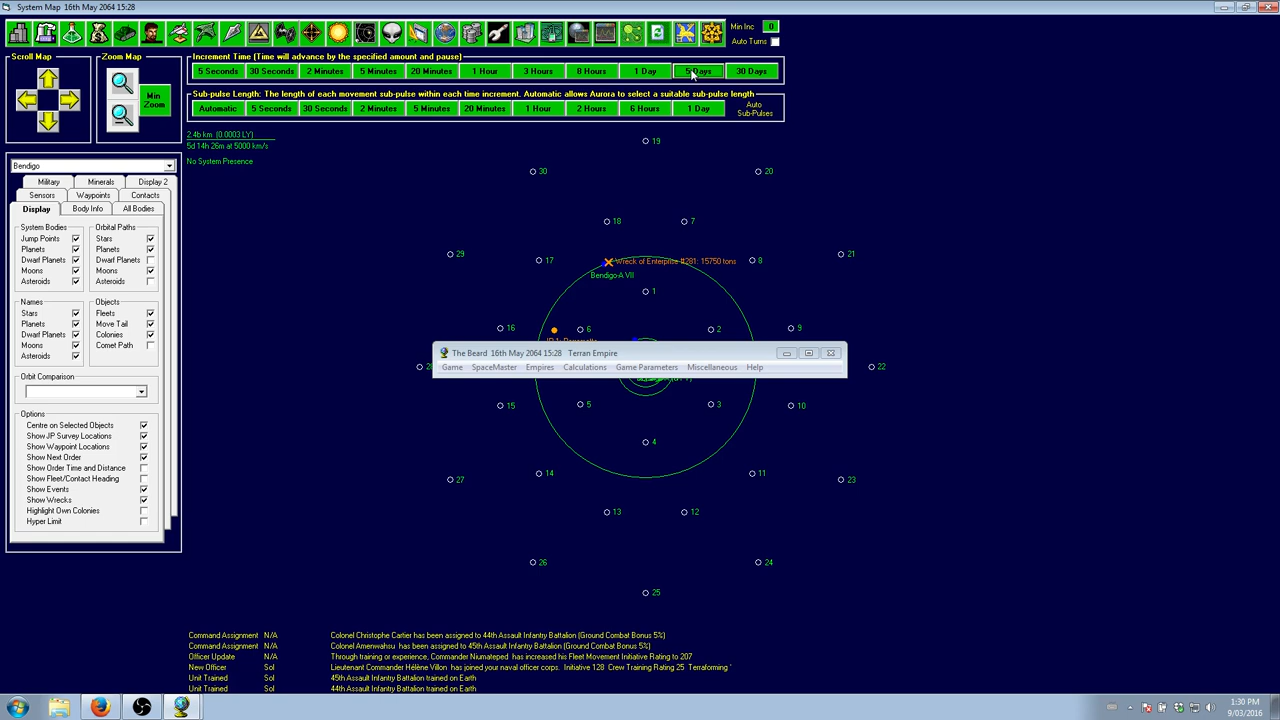 System Map 16th May 2064 15:28
Scroll Map
Zoom Map
Min Zoom
Increment Time (Time will advance by the specified amount and pause)
5 Seconds 30 Seconds 2 Minutes 5 Minutes 20 Minutes 1 Hour 3 Hours 8 Hours 1 Day 5 Days 30 Days
Sub-pulse Length: The length of each movement sub-pulse within each time increment. Automatic allows Aurora to select a suitable sub-pulse length
Automatic 5 Seconds 30 Seconds 2 Minutes 5 Minutes 20 Minutes 1 Hour 2 Hours 6 Hours 1 Day Auto Sub-Pulses
Min Inc 0
Auto Turns
2.4b km (0.0003 LY)
5d 14h 26m at 5000 km/s
No System Presence
Bendigo
Military Minerals Display 2
Sensors Waypoints Contacts
Display Body Info All Bodies
System Bodies
Jump Points
Planets
Dwarf Planets
Moons
Asteroids
Orbital Paths
Stars
Planets
Dwarf Planets
Moons
Asteroids
Names
Stars
Planets
Dwarf Planets
Moons
Asteroids
Objects
Fleets
Move Tail
Colonies
Comet Path
Orbit Comparison
Options
Centre on Selected Objects
Show JP Survey Locations
Show Waypoint Locations
Show Next Order
Show Order Time and Distance
Show Fleet/Contact Heading
Show Events
Show Wrecks
Highlight Own Colonies
Hyper Limit
19
30
20
18
7
29
17
Wreck of Enterprise #281: 15750 tons
8
21
Bendigo-A VII
1
16
6
2
9
The Beard 16th May 2064 15:28 Terran Empire
Game SpaceMaster Empires Calculations Game Parameters Miscellaneous Help
22
15
5
3
10
4
27
14
11
23
13
12
26
24
25
Command Assignment N/A Colonel Christophe Cartier has been assigned to 44th Assault Infantry Battalion (Ground Combat Bonus 5%)
Command Assignment N/A Colonel Amenwahsu has been assigned to 45th Assault Infantry Battalion (Ground Combat Bonus 5%)
Officer Update N/A Through training or experience, Commander Niumateped has increased his Fleet Movement Initiative Rating to 207
New Officer Sol Lieutenant Commander Hélène Villon has joined your naval officer corps. Initiative 128 Crew Training Rating 25 Terraforming
Unit Trained Sol 45th Assault Infantry Battalion trained on Earth
Unit Trained Sol 44th Assault Infantry Battalion trained on Earth
1:30 PM
9/03/2016